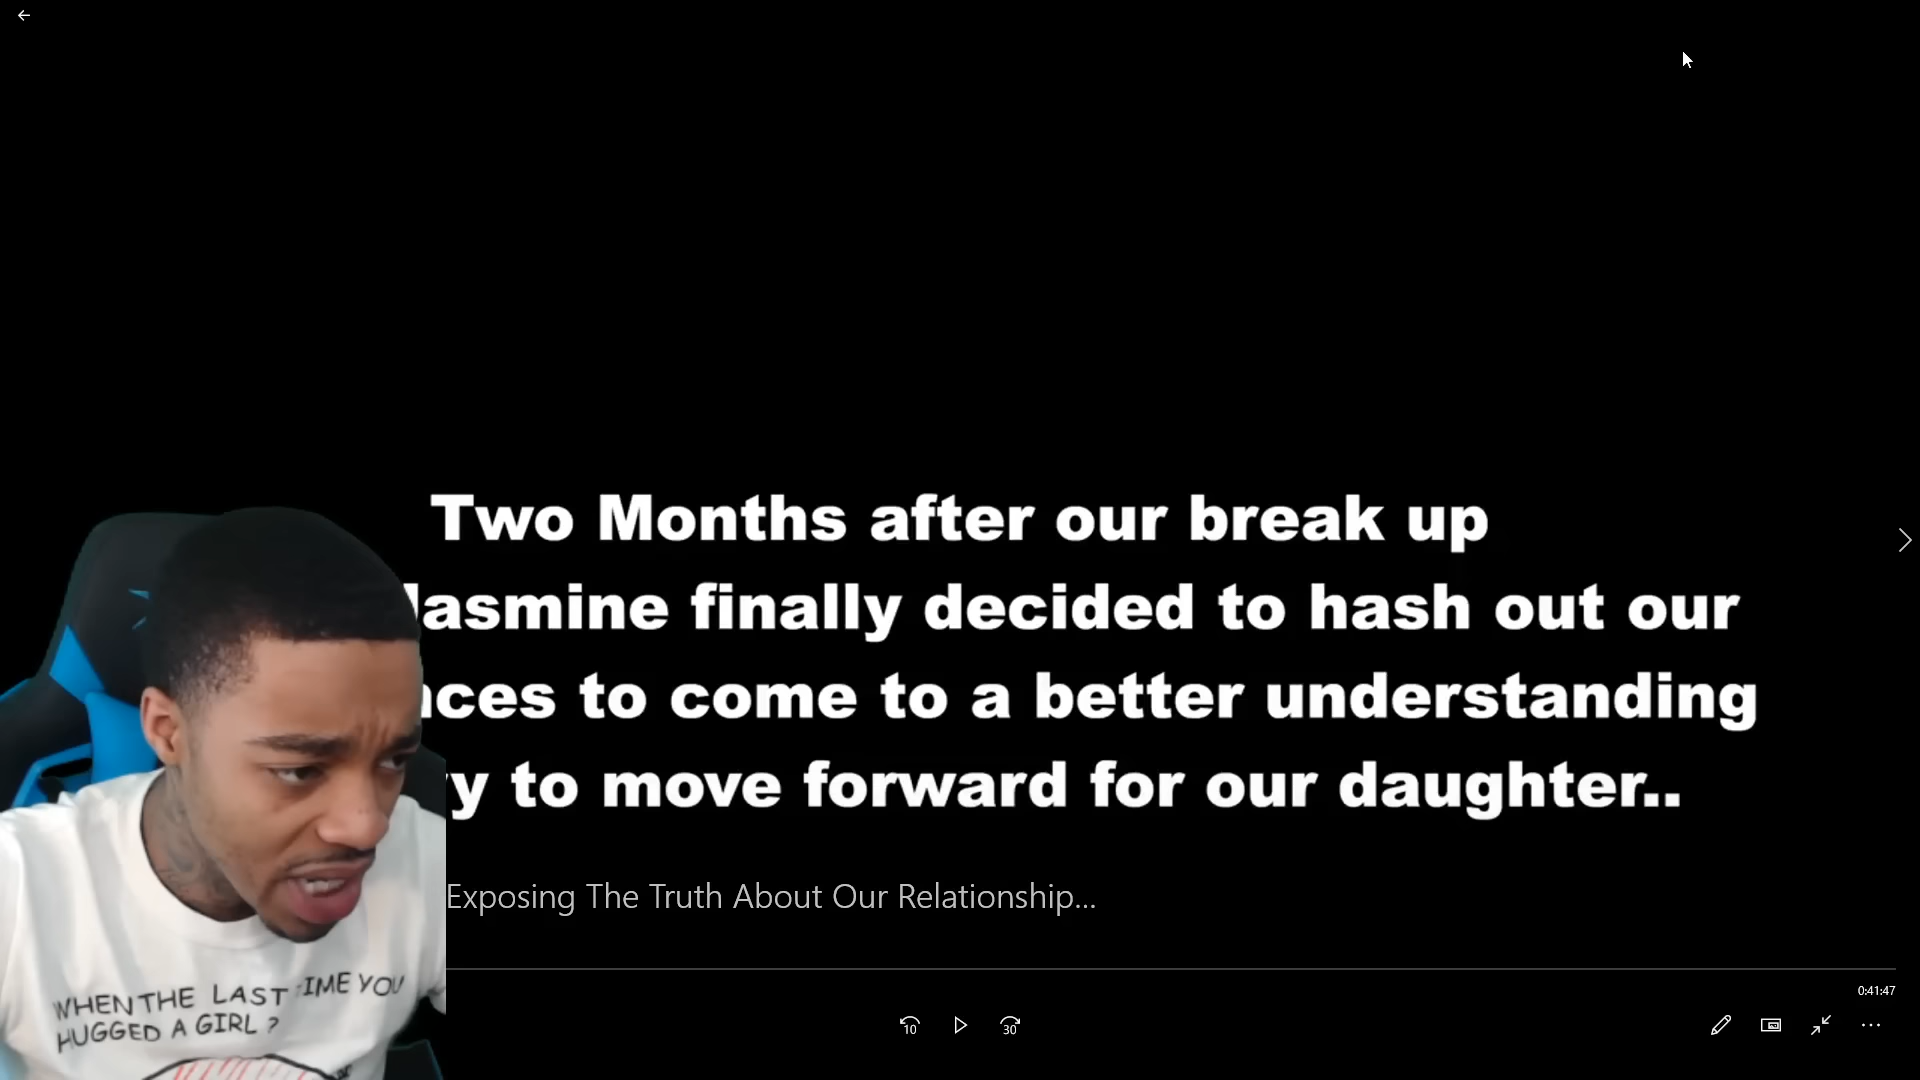 Two Months after our break up
Jasmine finally decided to hash out our
to come to a better understanding
to move forward for our daughter..
Exposing The Truth About Our Relationship...
0:41:47
10
30
WHEN THE LAST TIME YOU
HUGGED A GIRL ?